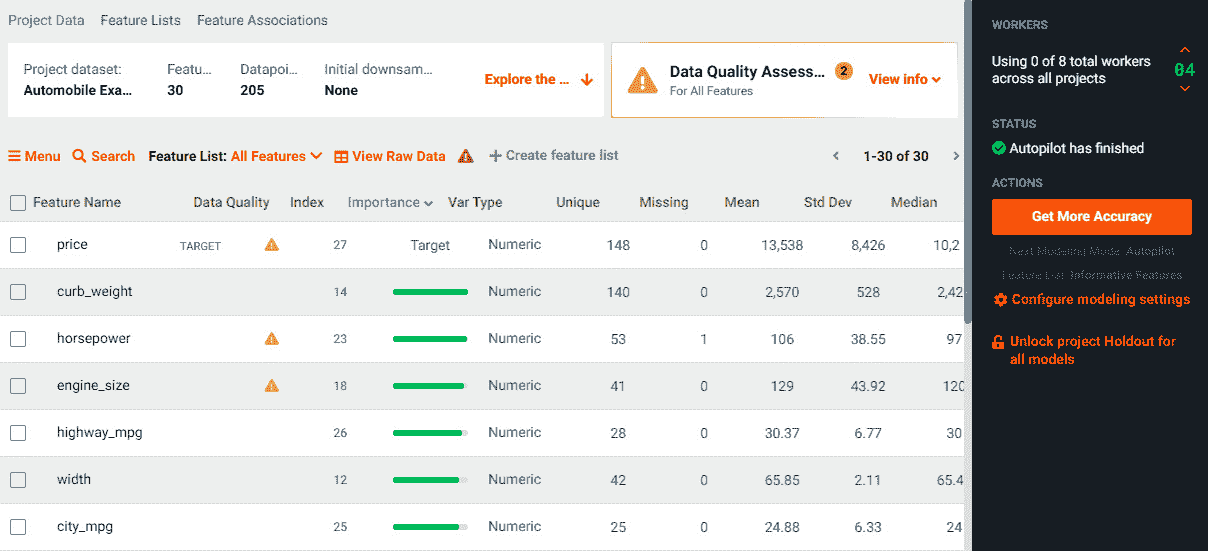 Project Data Feature Lists Feature Associations
Project dataset: Featu... Datapoi... Initial downsam...
Automobile Exa... 30 205 None
Explore the ...
Data Quality Assess... 2
For All Features
View info
Menu Search Feature List: All Features View Raw Data Create feature list 1-30 of 30
Feature Name Data Quality Index Importance Var Type Unique Missing Mean Std Dev Median
price TARGET 27 Target Numeric 148 0 13,538 8,426 10,2
curb_weight 14 Numeric 140 0 2,570 528 2,42
horsepower 23 Numeric 53 1 106 38.55 97
engine_size 18 Numeric 41 0 129 43.92 120
highway_mpg 26 Numeric 28 0 30.37 6.77 30
width 12 Numeric 42 0 65.85 2.11 65.4
city_mpg 25 Numeric 25 0 24.88 6.33 24
WORKERS
Using 0 of 8 total workers
across all projects
04
STATUS
Autopilot has finished
ACTIONS
Get More Accuracy
Next Modeling Mode: Autopilot
Feature List: Informative Features
Configure modeling settings
Unlock project Holdout for
all models